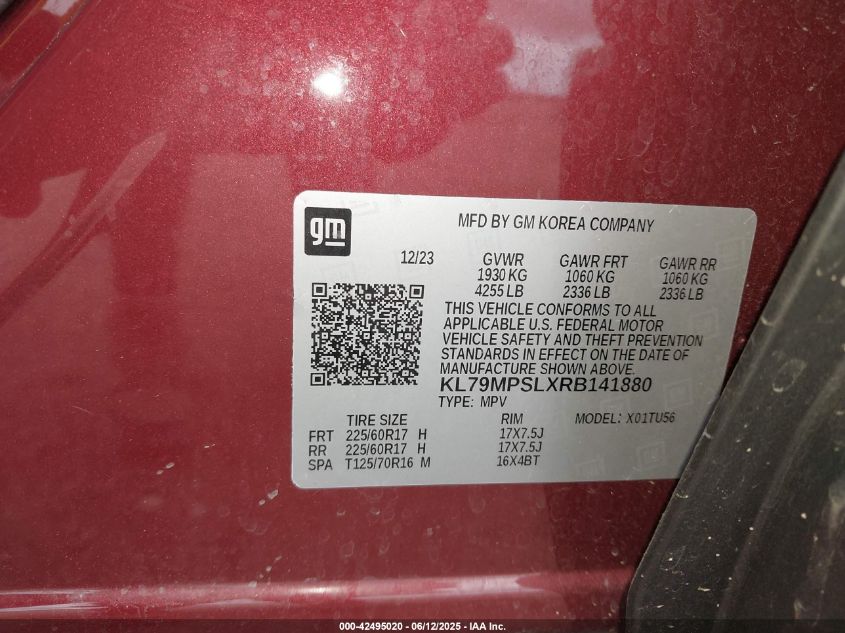 gm
MFD BY GM KOREA COMPANY
12/23 GVWR GAWR FRT GAWR RR
1930 KG 1060 KG 1060 KG
4255 LB 2336 LB 2336 LB
THIS VEHICLE CONFORMS TO ALL
APPLICABLE U.S. FEDERAL MOTOR
VEHICLE SAFETY AND THEFT PREVENTION
STANDARDS IN EFFECT ON THE DATE OF
MANUFACTURE SHOWN ABOVE.
KL79MPSLXRB141880
TYPE: MPV
TIRE SIZE RIM MODEL: X01TU56
FRT 225/60R17 H 17X7.5J
RR 225/60R17 H 17X7.5J
SPA T125/70R16 M 16X4BT
000-42495020 - 06/12/2025 - IAA Inc.